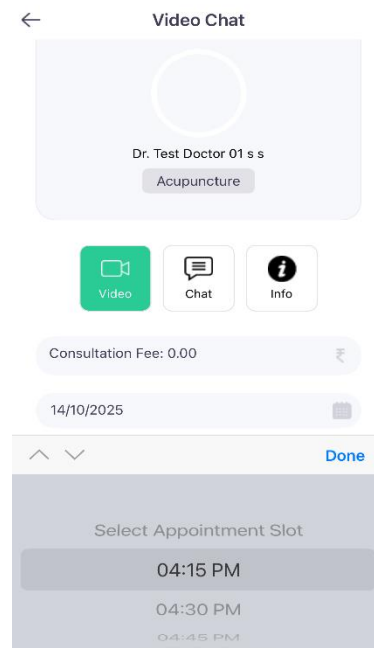 Video Chat
Dr. Test Doctor 01 s s
Acupuncture
Video
Chat
Info
Consultation Fee: 0.00
₹
14/10/2025
Done
Select Appointment Slot
04:15 PM
04:30 PM
04:45 PM